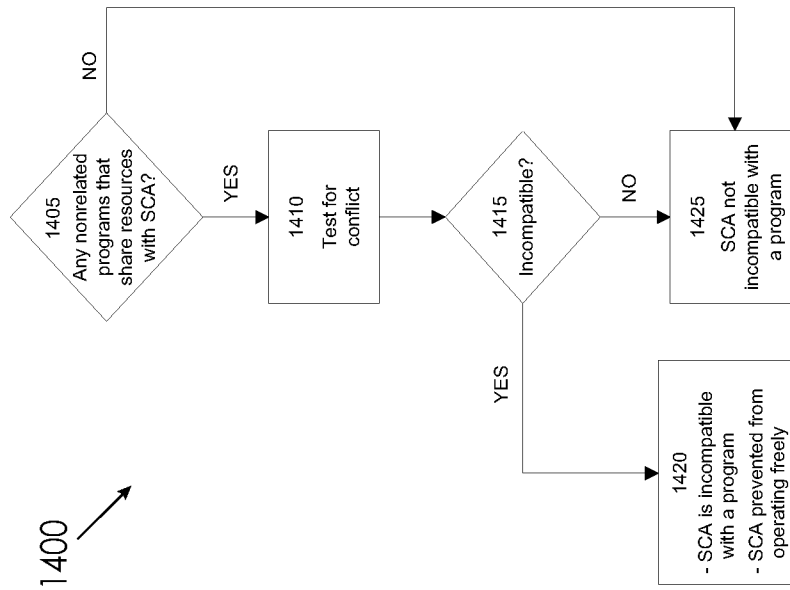 1400
1405
Any nonrelated
programs that
share resources
with SCA?
NO
YES
1410
Test for
conflict
1415
Incompatible?
YES
NO
1420
- SCA is incompatible
with a program
- SCA prevented from
operating freely
1425
SCA not
incompatible with
a program